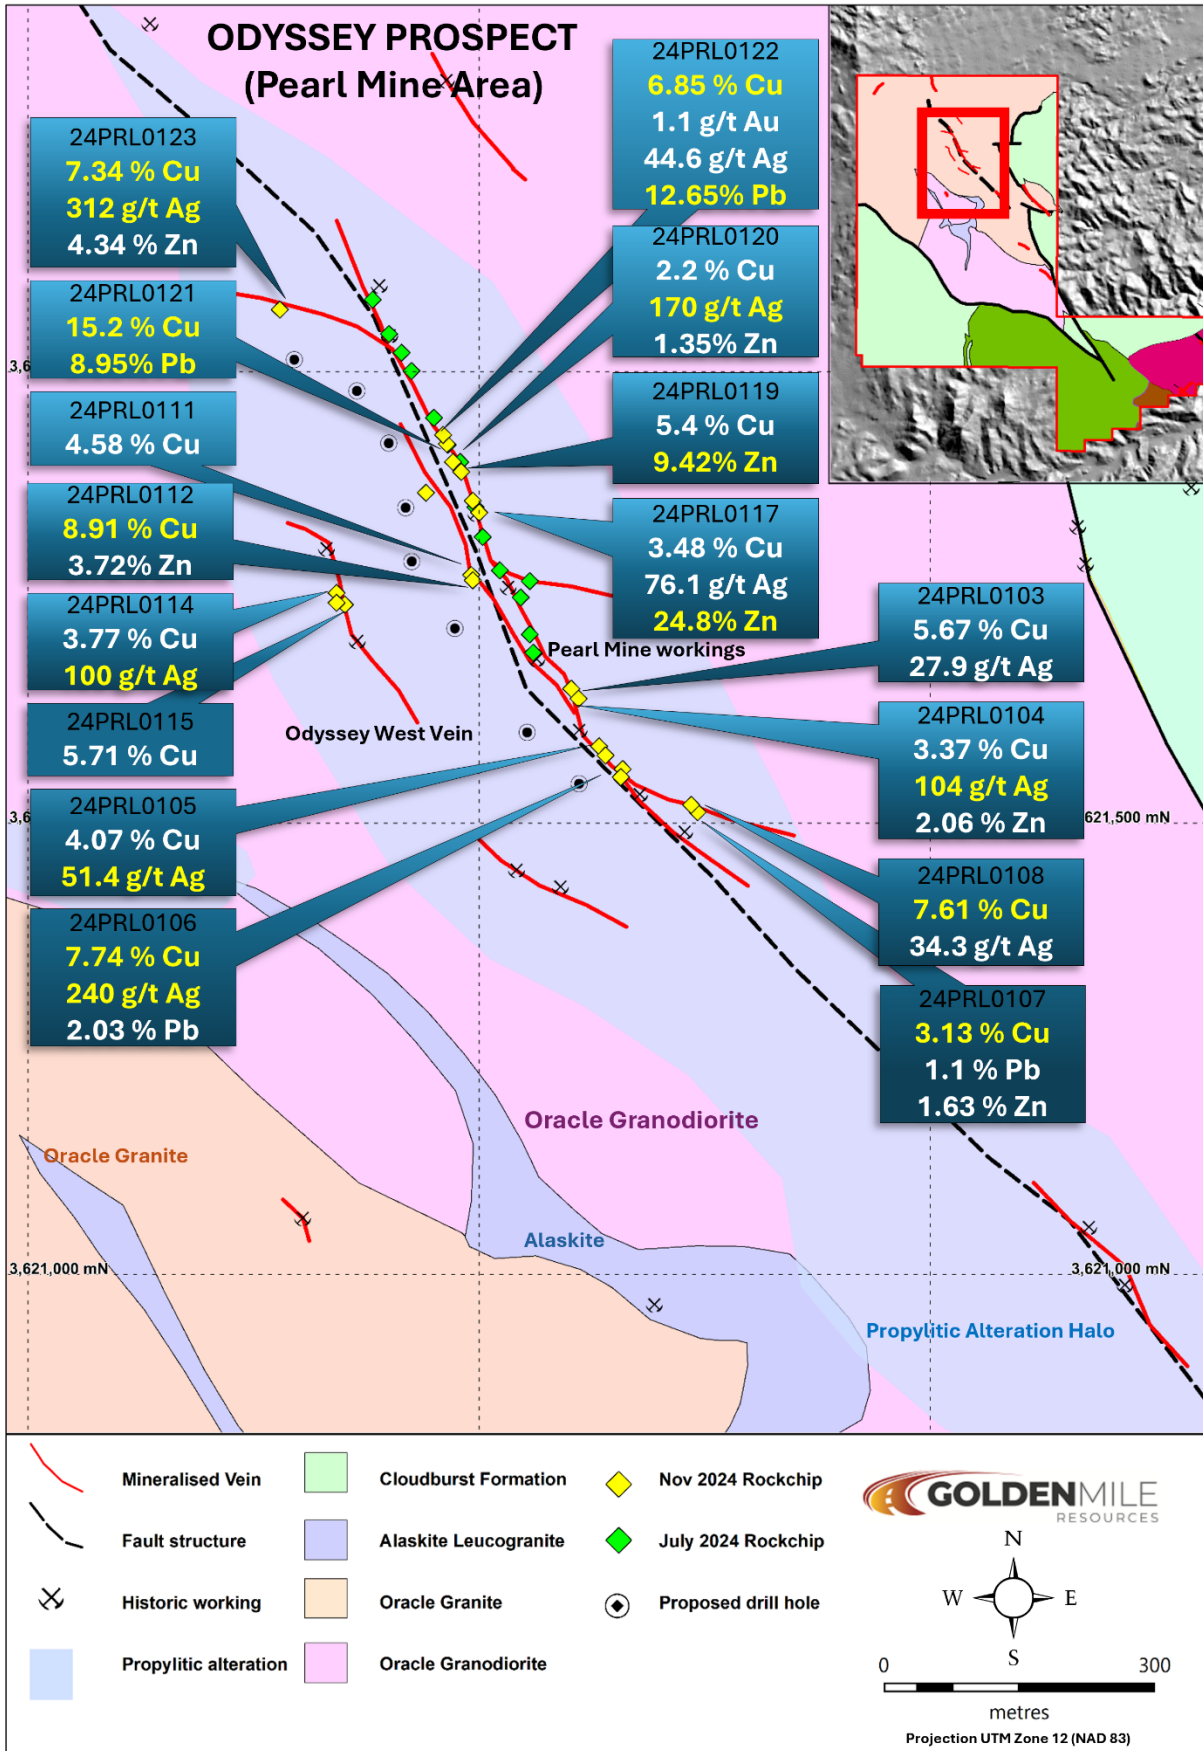 ODYSSEY PROSPECT
(Pearl Mine Area)
24PRL0122
6.85 % Cu
1.1 g/t Au
44.6 g/t Ag
12.65% Pb
24PRL0123
7.34 % Cu
312 g/t Ag
4.34 % Zn
24PRL0120
2.2 % Cu
170 g/t Ag
1.35% Zn
24PRL0121
15.2 % Cu
8.95% Pb
3,6
24PRL0119
5.4 % Cu
9.42% Zn
24PRL0111
4.58 % Cu
24PRL0112
8.91 % Cu
3.72% Zn
24PRL0117
3.48 % Cu
76.1 g/t Ag
24.8% Zn
24PRL0114
3.77 % Cu
100 g/t Ag
24PRL0103
5.67 % Cu
27.9 g/t Ag
Pearl Mine workings
24PRL0115
5.71 % Cu
Odyssey West Vein
24PRL0104
3.37 % Cu
104 g/t Ag
2.06 % Zn
24PRL0105
4.07 % Cu
51.4 g/t Ag
3,6
621,500 mN
24PRL0108
7.61 % Cu
34.3 g/t Ag
24PRL0106
7.74 % Cu
240 g/t Ag
2.03 % Pb
24PRL0107
3.13 % Cu
1.1 % Pb
1.63 % Zn
Oracle Granodiorite
Oracle Granite
Alaskite
3,621,000 mN
3,621,000 mN
Propylitic Alteration Halo
Mineralised Vein
Fault structure
Historic working
Propylitic alteration
Cloudburst Formation
Alaskite Leucogranite
Oracle Granite
Oracle Granodiorite
Nov 2024 Rockchip
July 2024 Rockchip
Proposed drill hole
GOLDENMILE
RESOURCES
N
W E
S
0 300
metres
Projection UTM Zone 12 (NAD 83)